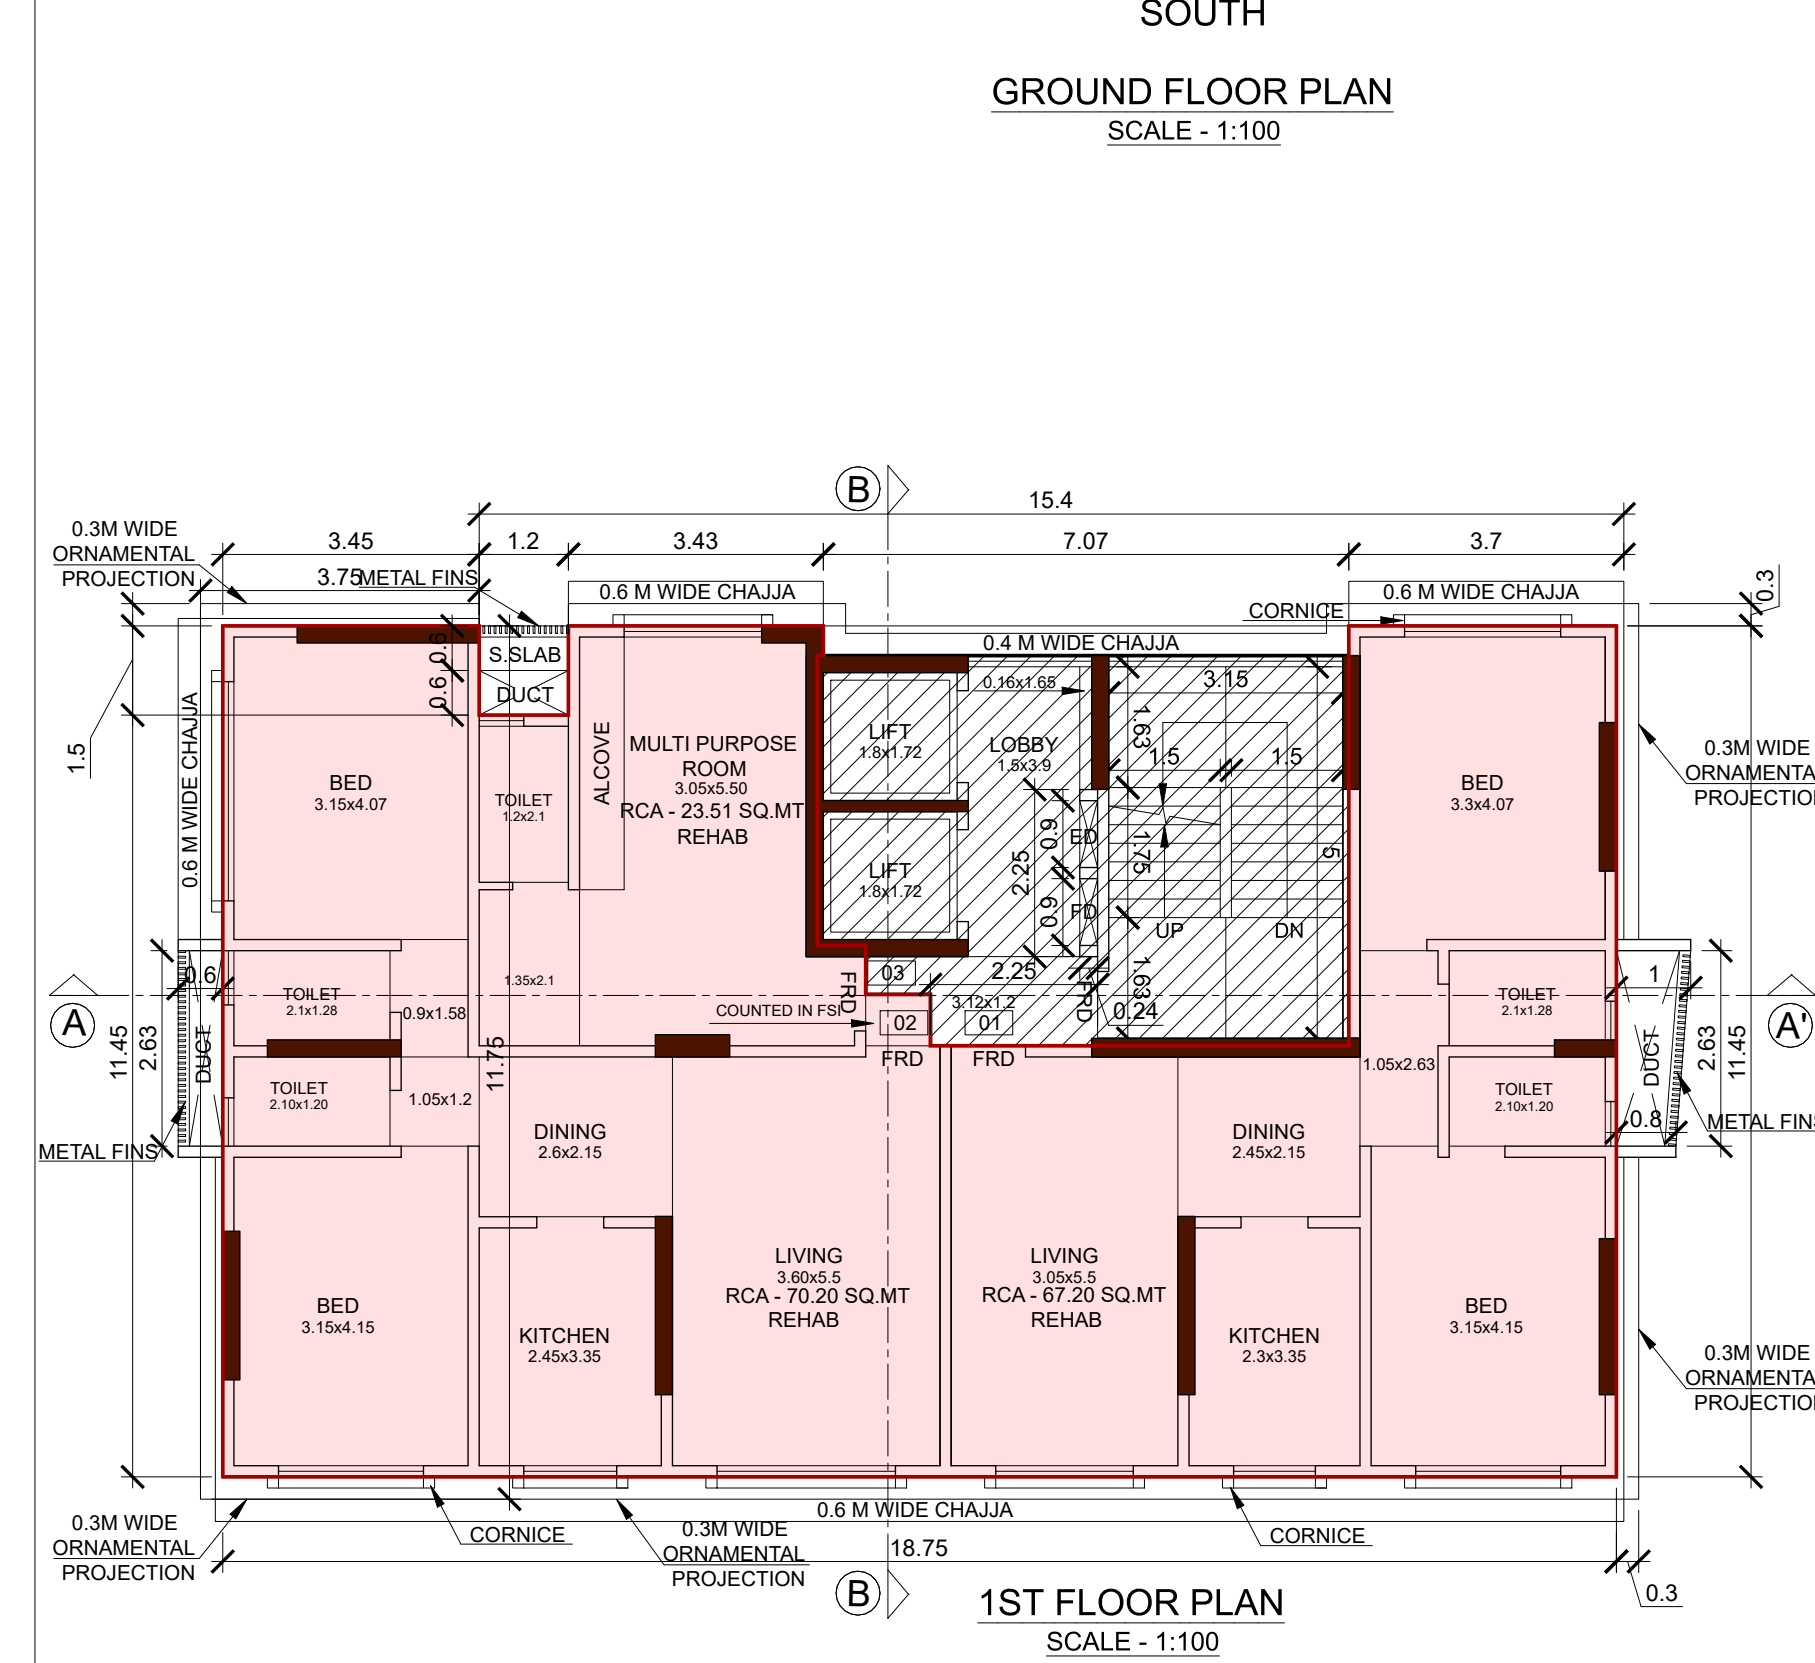 SOUTH
GROUND FLOOR PLAN
SCALE - 1:100
B
15.4
0.3M WIDE
ORNAMENTAL
PROJECTION
3.45
1.2
3.43
7.07
3.7
3.75
METAL FINS
0.6 M WIDE CHAJJA
0.6 M WIDE CHAJJA
0.3
CORNICE
0.4 M WIDE CHAJJA
0.6
S.SLAB
0.6
DUCT
1.5
0.6 M WIDE CHAJJA
ALCOVE
MULTI PURPOSE
ROOM
3.05x5.50
RCA - 23.51 SQ.MT
REHAB
BED
3.15x4.07
TOILET
1.2x2.1
LIFT
1.8x1.72
LOBBY
1.5x3.9
0.16x1.65
3.15
1.63
1.5
1.5
BED
3.3x4.07
0.3M WIDE
ORNAMENTA
PROJECTION
0.9
ED
2.25
1.75
5
LIFT
1.8x1.72
0.9
FD
UP
DN
0.6
1.35x2.1
FRD
03
2.25
1.63
1
TOILET
2.1x1.28
0.9x1.58
COUNTED IN FSI
02
3.12x1.2
01
FRD
0.24
TOILET
2.1x1.28
A
A'
11.45
2.63
DUCT
11.75
FRD
FRD
1.05x2.63
DUCT
2.63
11.45
TOILET
2.10x1.20
1.05x1.2
TOILET
2.10x1.20
0.8
METAL FINS
METAL FINS
DINING
2.6x2.15
DINING
2.45x2.15
LIVING
3.60x5.5
RCA - 70.20 SQ.MT
REHAB
LIVING
3.05x5.5
RCA - 67.20 SQ.MT
REHAB
BED
3.15x4.15
KITCHEN
2.45x3.35
KITCHEN
2.3x3.35
BED
3.15x4.15
0.3M WIDE
ORNAMENTA
PROJECTION
0.6 M WIDE CHAJJA
0.3M WIDE
ORNAMENTAL
PROJECTION
CORNICE
0.3M WIDE
ORNAMENTAL
PROJECTION
18.75
CORNICE
B
0.3
1ST FLOOR PLAN
SCALE - 1:100